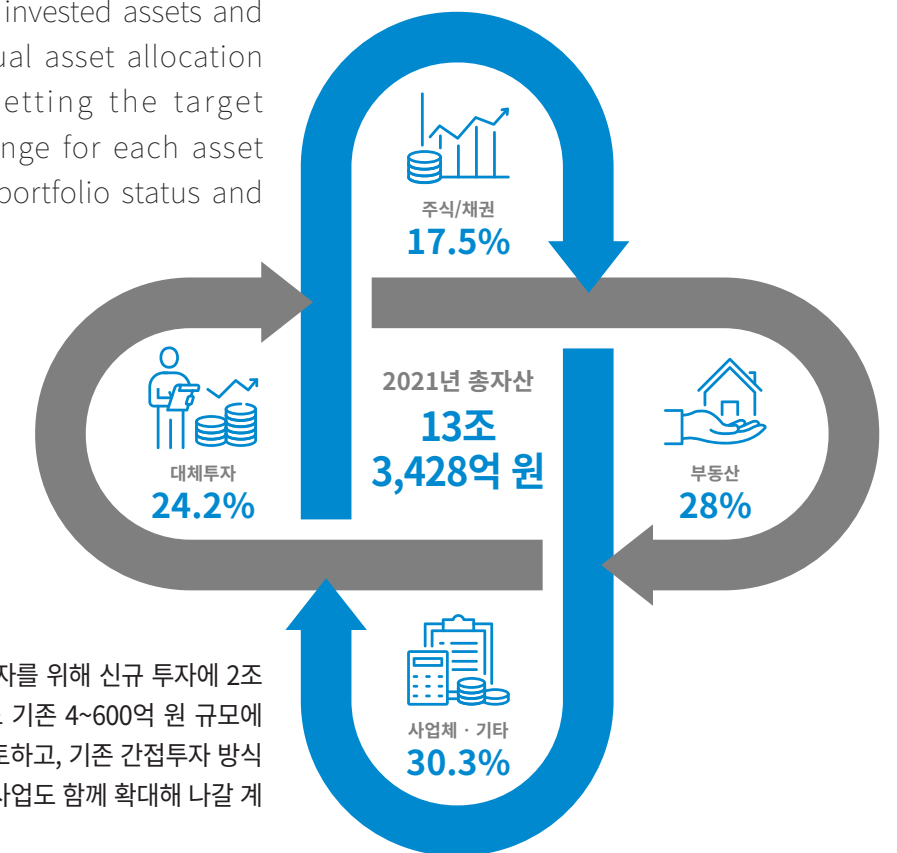 invested assets and
ual asset allocation
etting the target
nge for each asset
portfolio status and
주식/채권
17.5%
2021년 총자산
13조
3,428억 원
대체투자
24.2%
부동산
28%
사업체 · 기타
30.3%
자를 위해 신규 투자에 2조
기존 4~600억 원 규모에
토하고, 기존 간접투자 방식
사업도 함께 확대해 나갈 계